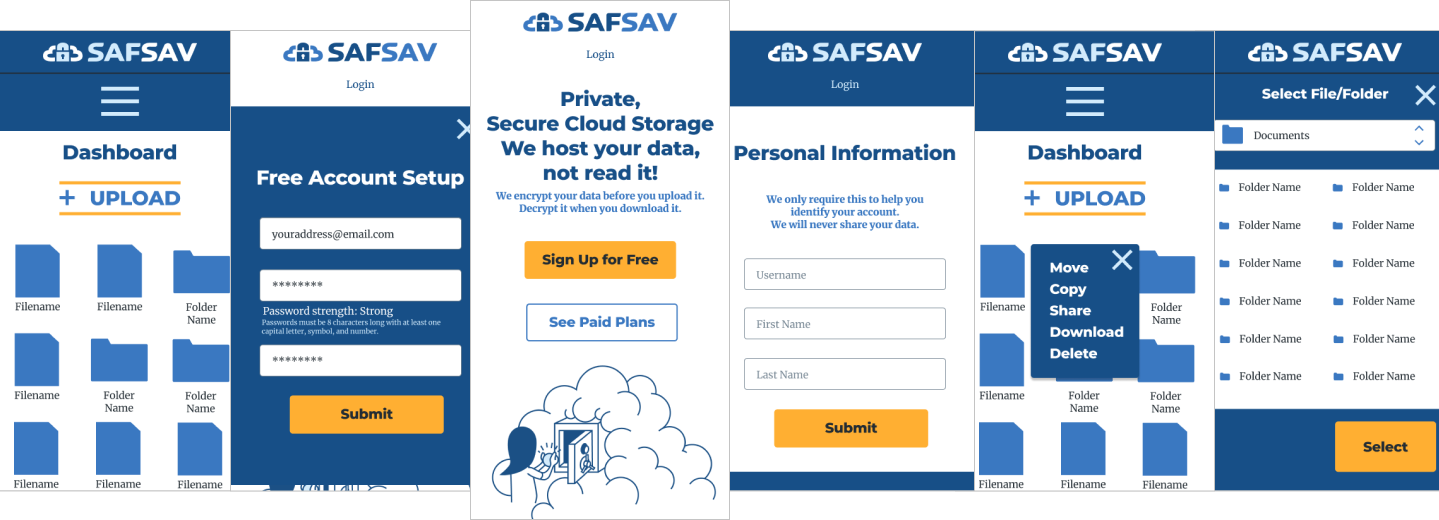 SAFSAV
Dashboard
+ UPLOAD
Filename
Filename
Folder
Name
Filename
Folder
Name
Folder
Name
Filename
Filename
Filename
SAFSAV
Login
Free Account Setup
youraddress@email.com
********
Password strength: Strong
Passwords must be 8 characters long with at least one
capital letter, symbol, and number.
********
Submit
SAFSAV
Login
Private,
Secure Cloud Storage
We host your data,
not read it!
We encrypt your data before you upload it.
Decrypt it when you download it.
Sign Up for Free
See Paid Plans
SAFSAV
Login
Personal Information
We only require this to help you
identify your account.
We will never share your data.
Username
First Name
Last Name
Submit
SAFSAV
Dashboard
+ UPLOAD
Move
Copy
Share
Download
Delete
Filename
Folder
Name
Filename
Folder
Name
Folder
Name
Filename
Filename
Filename
SAFSAV
Select File/Folder
Documents
Folder Name
Folder Name
Folder Name
Folder Name
Folder Name
Folder Name
Folder Name
Folder Name
Folder Name
Folder Name
Folder Name
Folder Name
Select